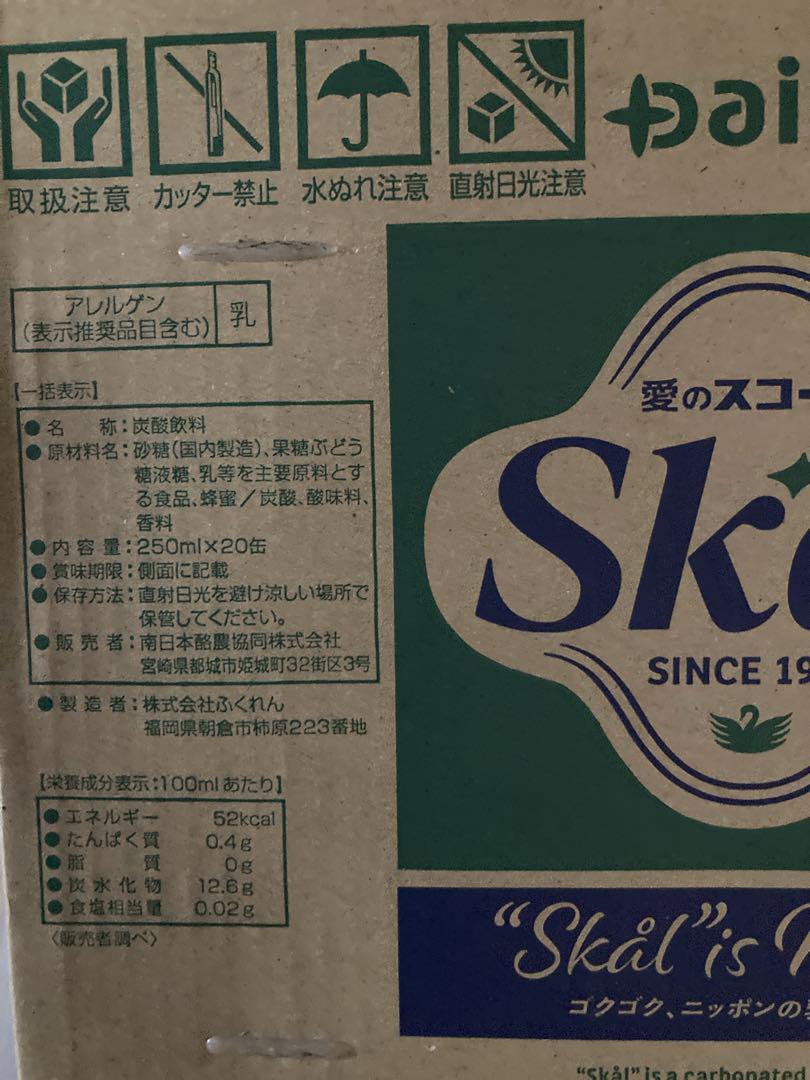 取扱注意 カッター禁止 水ぬれ注意 直射日光注意
dai
アレルゲン
(表示推奨品目含む)
乳
【一括表示】
●名 称:炭酸飲料
●原材料名:砂糖(国内製造)、果糖ぶどう
糖液糖、乳等を主要原料とす
る食品、蜂蜜/炭酸、酸味料、
香料
●内容量:250ml×20缶
●賞味期限:側面に記載
●保存方法:直射日光を避け涼しい場所で
保管してください。
●販売者:南日本酪農協同株式会社
宮崎県都城市姫城町32街区3号
●製造者:株式会社ふくれん
福岡県朝倉市柿原223番地
【栄養成分表示:100mlあたり】
●エネルギー 52kcal
●たんぱく質 0.4g
●脂 質 0g
●炭水化物 12.6g
●食塩相当量 0.02g
〈販売者調べ〉
愛のスコー
Sk
SINCE 19
"Skål" is
ゴクゴク、ニッポンの
"Skål" is a carbonated